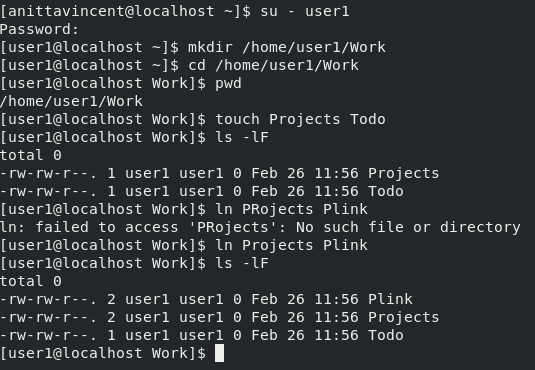 [anittavincent@localhost ~]$ su - user1
Password:
[user1@localhost ~]$ mkdir /home/user1/Work
[user1@localhost ~]$ cd /home/user1/Work
[user1@localhost Work]$ pwd
/home/user1/Work
[user1@localhost Work]$ touch Projects Todo
[user1@localhost Work]$ ls -lF
total 0
-rw-rw-r--. 1 user1 user1 0 Feb 26 11:56 Projects
-rw-rw-r--. 1 user1 user1 0 Feb 26 11:56 Todo
[user1@localhost Work]$ ln PRojects Plink
ln: failed to access 'PRojects': No such file or directory
[user1@localhost Work]$ ln Projects Plink
[user1@localhost Work]$ ls -lF
total 0
-rw-rw-r--. 2 user1 user1 0 Feb 26 11:56 Plink
-rw-rw-r--. 2 user1 user1 0 Feb 26 11:56 Projects
-rw-rw-r--. 1 user1 user1 0 Feb 26 11:56 Todo
[user1@localhost Work]$